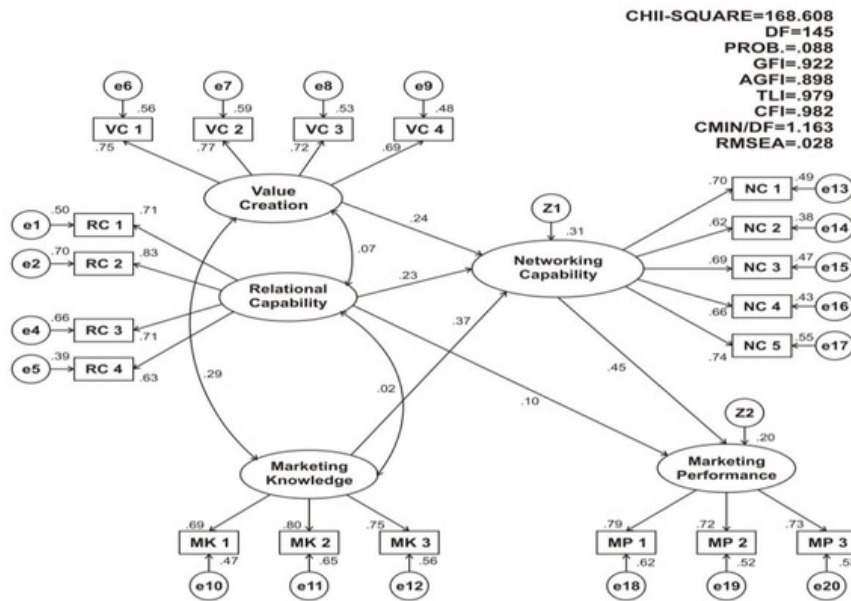 CHII-SQUARE=168.608
DF=145
PROB.=.088
GFI=.922
AGFI=.898
TLI=.979
CFI=.982
CMIN/DF=1.163
RMSEA=.028
e6
e7
e8
e9
.56
.59
.53
.48
VC 1
VC 2
VC 3
VC 4
.75
.77
.72
.69
Value
Creation
e1
.50
RC 1
.71
e2
.70
RC 2
.83
e4
.66
RC 3
.71
e5
.39
RC 4
.63
Relational
Capability
.07
.24
.23
.37
.29
.02
.10
.45
Z1
.31
Networking
Capability
.70
NC 1
.49
e13
.62
NC 2
.38
e14
.69
NC 3
.47
e15
.66
NC 4
.43
e16
.74
NC 5
.55
e17
Z2
.20
Marketing
Performance
Marketing
Knowledge
.69
.80
.75
MK 1
MK 2
MK 3
.47
.65
.56
e10
e11
e12
.79
.72
.73
MP 1
MP 2
MP 3
.62
.52
e18
e19
e20